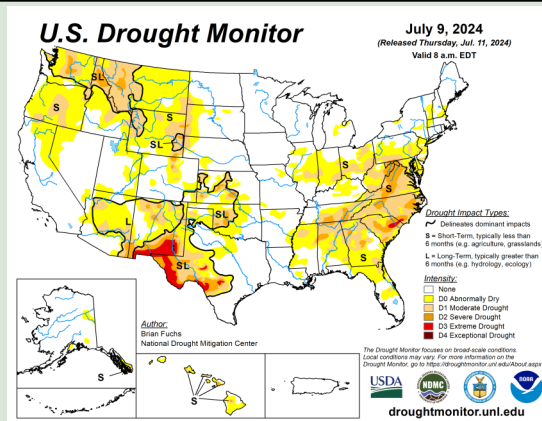 U.S. Drought Monitor
July 9, 2024
(Released Thursday, Jul. 11, 2024)
Valid 8 a.m. EDT
SL
S
S
SL
S
S
L
SL
S
SL
S
S
Drought Impact Types:
Delineates dominant impacts
S = Short-Term, typically less than
6 months (e.g. agriculture, grasslands)
L = Long-Term, typically greater than
6 months (e.g. hydrology, ecology)
Intensity:
None
D0 Abnormally Dry
D1 Moderate Drought
D2 Severe Drought
D3 Extreme Drought
D4 Exceptional Drought
Author:
Brian Fuchs
National Drought Mitigation Center
The Drought Monitor focuses on broad-scale conditions.
Local conditions may vary. For more information on the
Drought Monitor, go to https://droughtmonitor.unl.edu/About.aspx
USDA
NDMC
NOAA
droughtmonitor.unl.edu